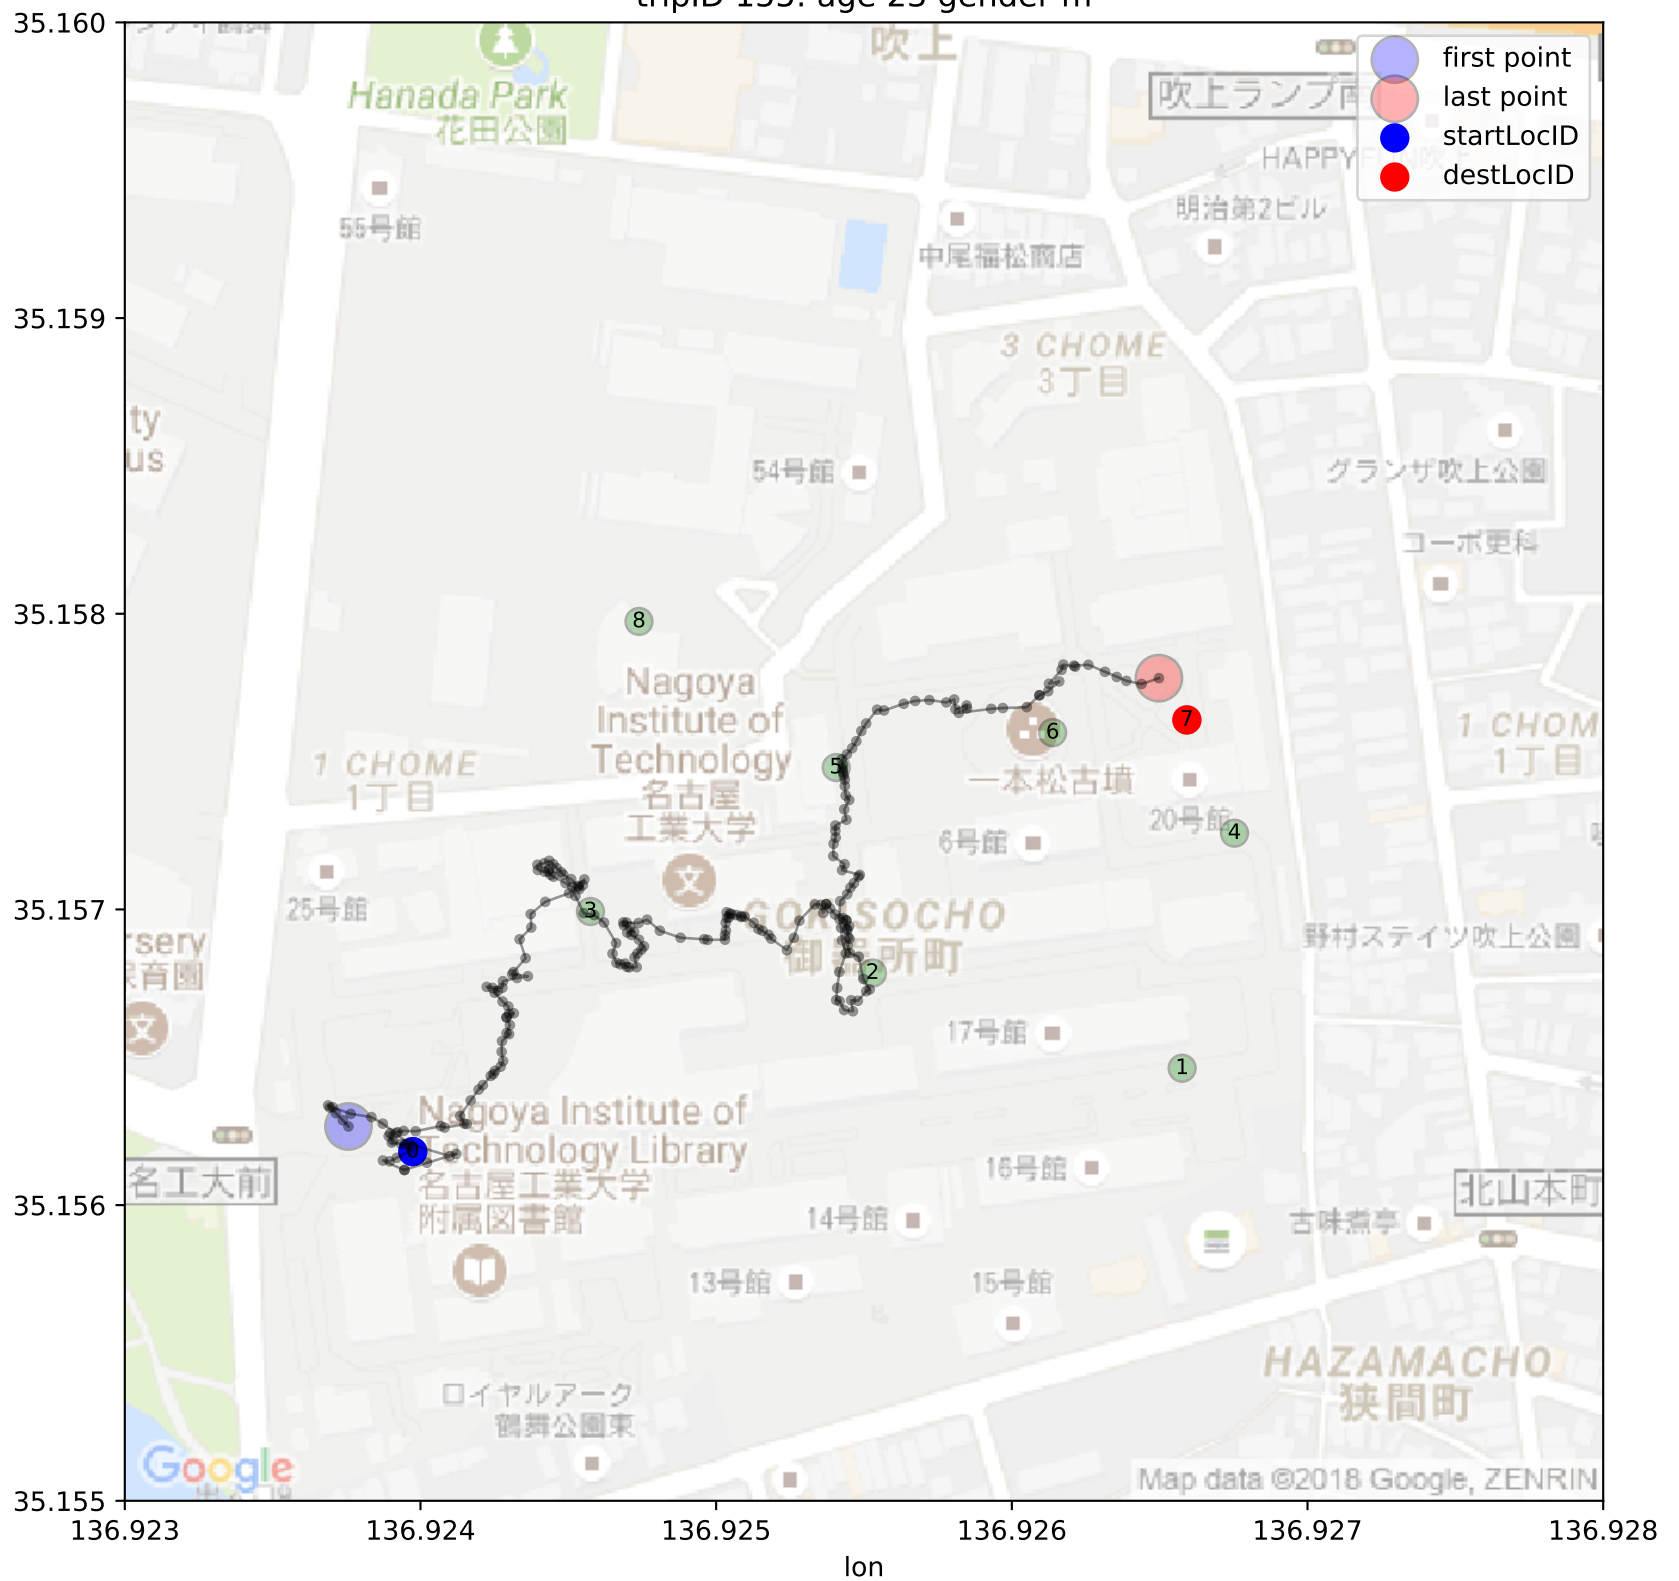 35.160
35.159
35.158
35.157
35.156
35.155
136.923
136.924
136.925
136.926
136.927
136.928
lon
first point
last point
startLocID
destLocID
吹上
Hanada Park
花田公園
吹上ランプ南
明治第2ビル
55号館
中尾福松商店
3 CHOME
3丁目
ty
us
54号館
グランザ吹上公園
コーポ更科
8
Nagoya
Institute of
Technology
名古屋
工業大学
7
6
5
一本松古墳
1 CHOM
1丁目
1 CHOME
1丁目
20号館
4
6号館
25号館
3
御器所町
野村ステイツ吹上公園
rsery
保育園
2
17号館
1
Nagoya Institute of
Technology Library
名古屋工業大学
附属図書館
名工大前
16号館
北山本町
古味煮亭
14号館
13号館
15号館
HAZAMACHO
狭間町
ロイヤルアーク
鶴舞公園東
Google
Map data ©2018 Google, ZENRIN